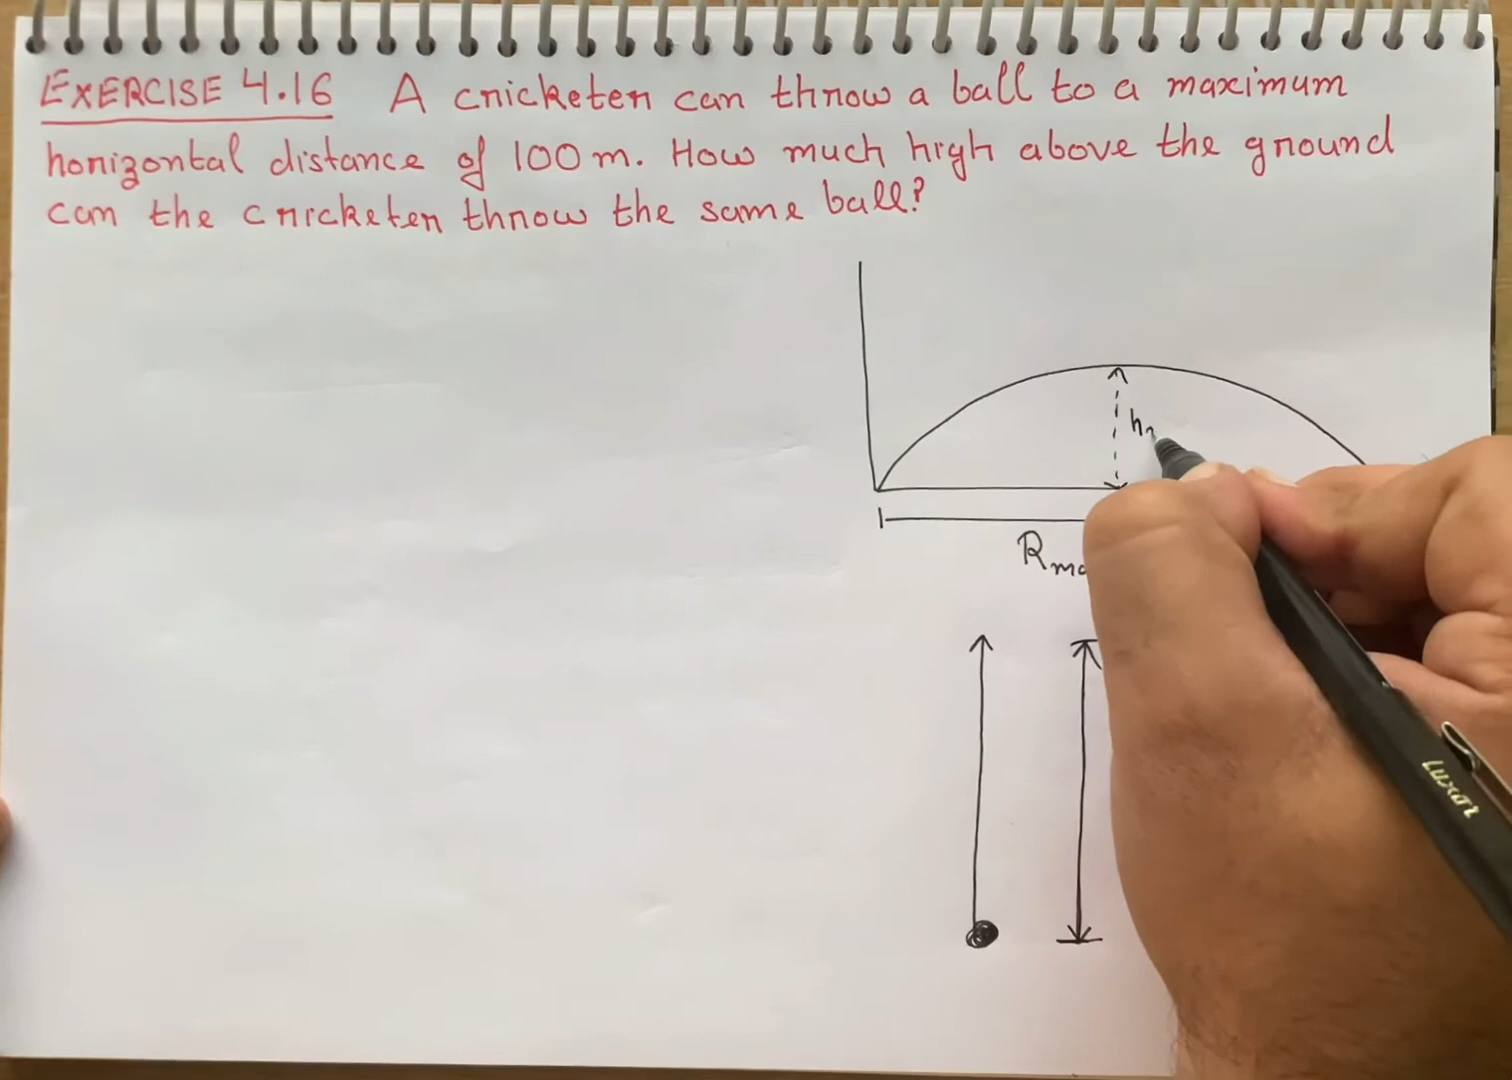 EXERCISE 4.16 A cricketer can throw a ball to a maximum
horizontal distance of 100 m. How much high above the ground
can the cricketer throw the same ball?
h
R
LUXOR